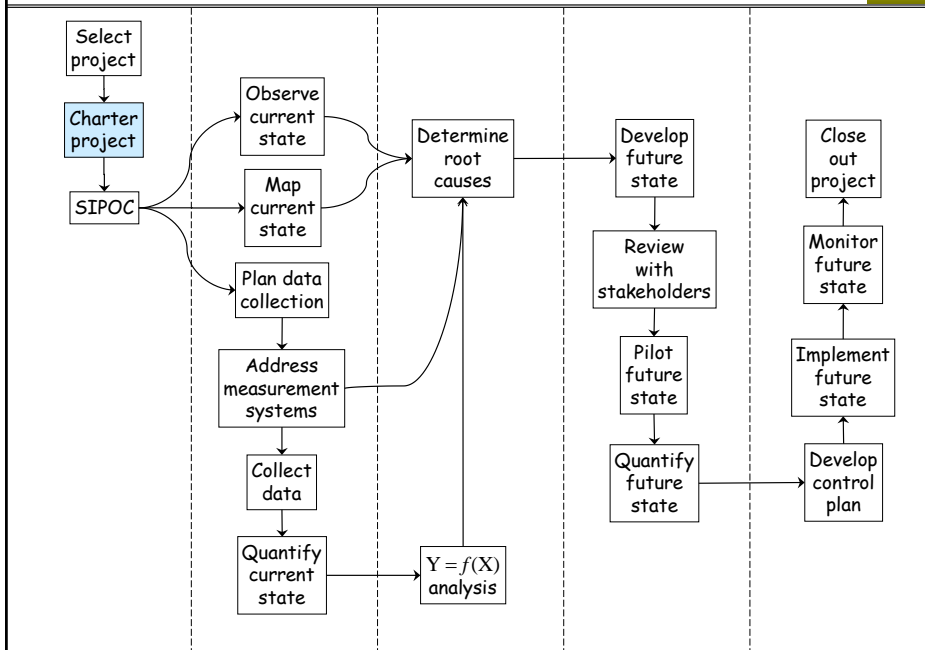 Select
project
Charter
project
SIPOC
Observe
current
state
Map
current
state
Plan data
collection
Address
measurement
systems
Collect
data
Quantify
current
state
Determine
root
causes
Y = f(X)
analysis
Develop
future
state
Review
with
stakeholders
Pilot
future
state
Quantify
future
state
Close
out
project
Monitor
future
state
Implement
future
state
Develop
control
plan